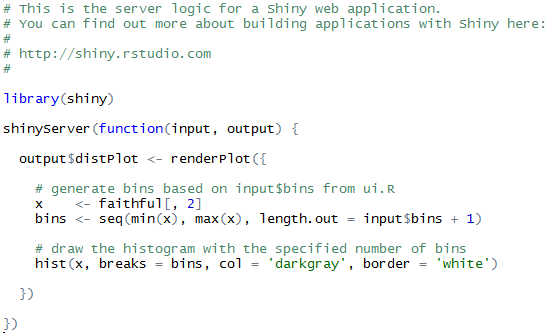 # This is the server logic for a Shiny web application.
# You can find out more about building applications with Shiny here:
#
# http://shiny.rstudio.com
#
library(shiny)
shinyServer(function(input, output) {
output$distPlot <- renderPlot({
# generate bins based on input$bins from ui.R
x    <- faithful[, 2]
bins <- seq(min(x), max(x), length.out = input$bins + 1)
# draw the histogram with the specified number of bins
hist(x, breaks = bins, col = 'darkgray', border = 'white')
})
})